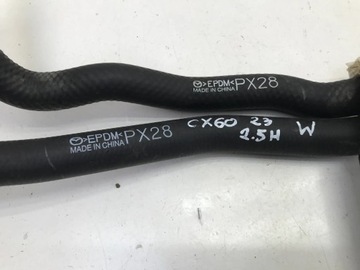 >EPDM< PX28
MADE IN CHINA
>EPDM< PX28
MADE IN CHINA
CX60 23
2.5H
W